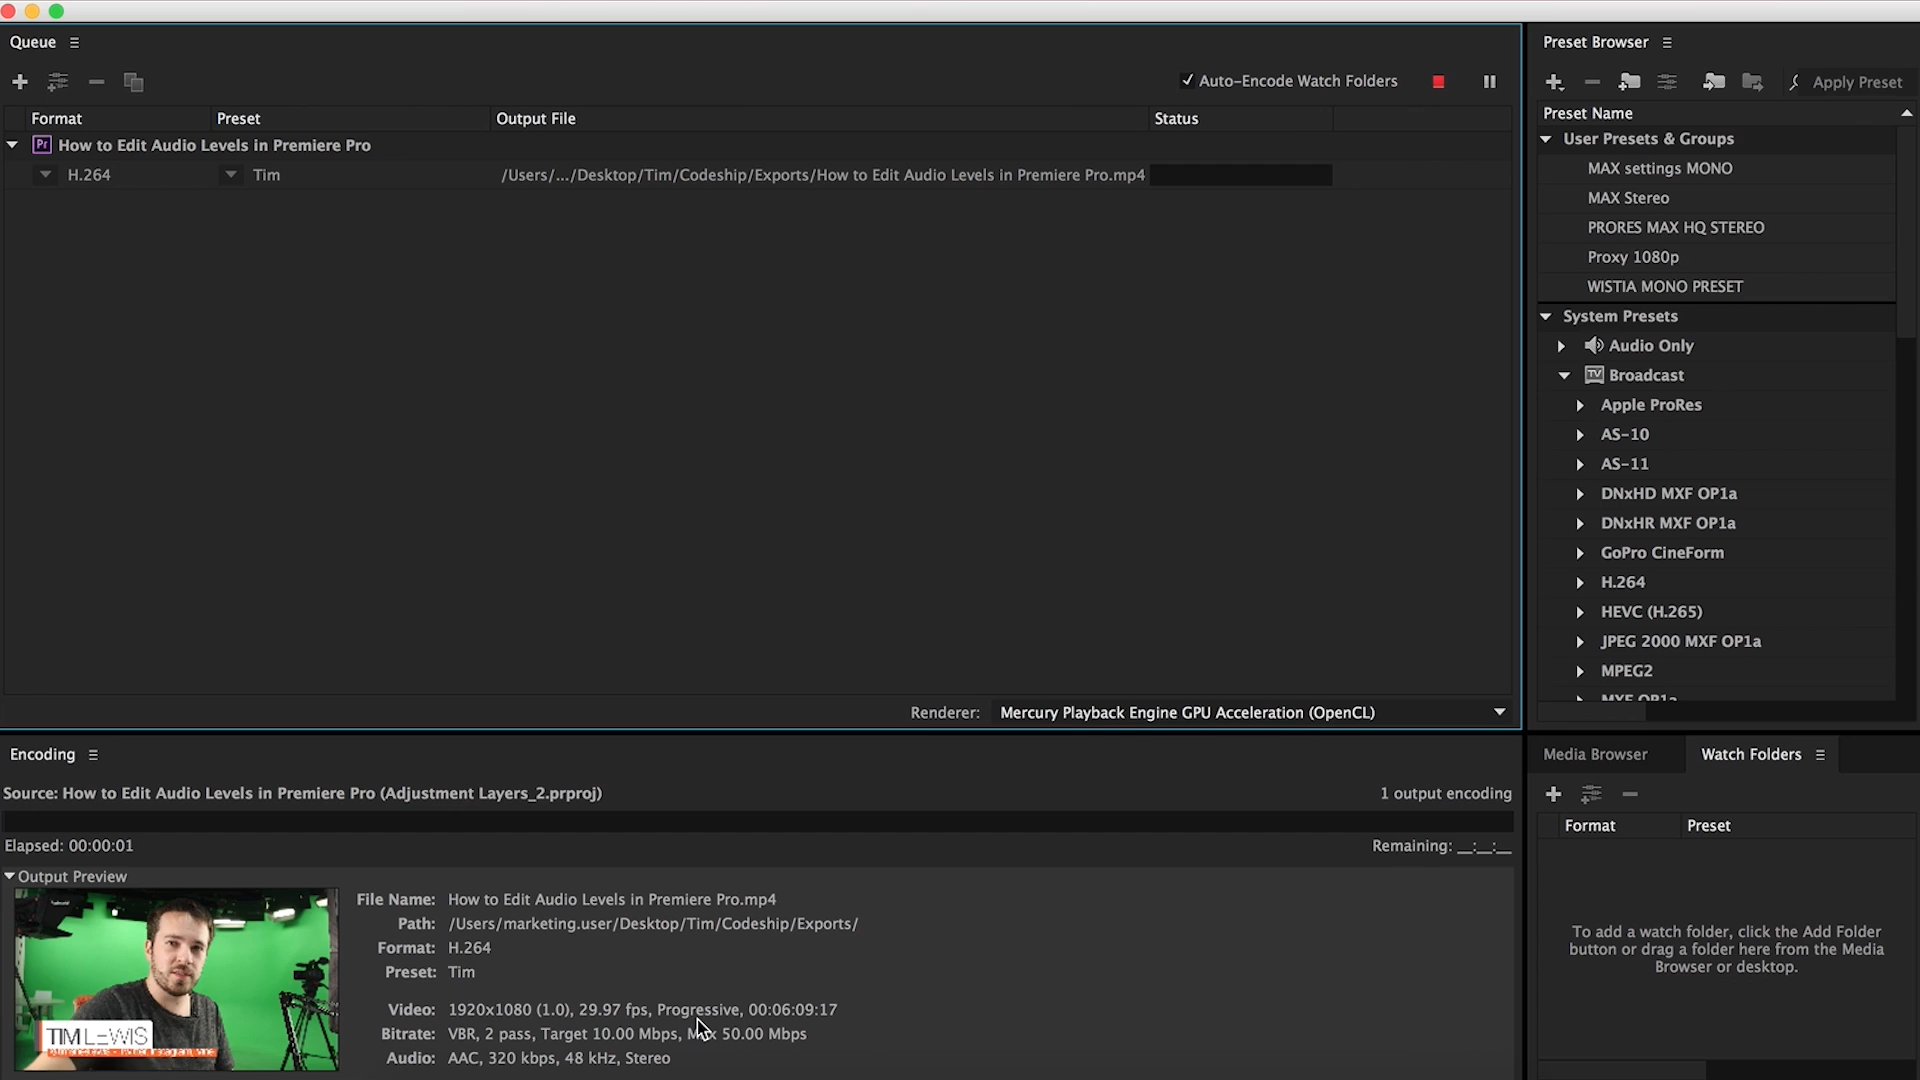 Queue
Auto-Encode Watch Folders
Format Preset Output File Status
Pr How to Edit Audio Levels in Premiere Pro
H.264 Tim /Users/.../Desktop/Tim/Codeship/Exports/How to Edit Audio Levels in Premiere Pro.mp4
Renderer: Mercury Playback Engine GPU Acceleration (OpenCL)
Preset Browser
Apply Preset
Preset Name
User Presets & Groups
MAX settings MONO
MAX Stereo
PRORES MAX HQ STEREO
Proxy 1080p
WISTIA MONO PRESET
System Presets
Audio Only
TV Broadcast
Apple ProRes
AS-10
AS-11
DNxHD MXF OP1a
DNxHR MXF OP1a
GoPro CineForm
H.264
HEVC (H.265)
JPEG 2000 MXF OP1a
MPEG2
MXF OP1a
Encoding
Source: How to Edit Audio Levels in Premiere Pro (Adjustment Layers_2.prproj) 1 output encoding
Elapsed: 00:00:01 Remaining: __:__:__
Output Preview
TIM LEWIS
File Name: How to Edit Audio Levels in Premiere Pro.mp4
Path: /Users/marketing.user/Desktop/Tim/Codeship/Exports/
Format: H.264
Preset: Tim
Video: 1920x1080 (1.0), 29.97 fps, Progressive, 00:06:09:17
Bitrate: VBR, 2 pass, Target 10.00 Mbps, Max 50.00 Mbps
Audio: AAC, 320 kbps, 48 kHz, Stereo
Media Browser Watch Folders
Format Preset
To add a watch folder, click the Add Folder
button or drag a folder here from the Media
Browser or desktop.